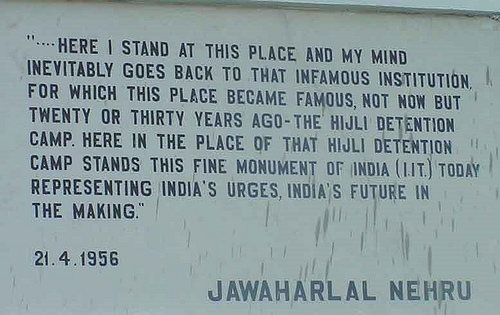 "....HERE I STAND AT THIS PLACE AND MY MIND
INEVITABLY GOES BACK TO THAT INFAMOUS INSTITUTION,
FOR WHICH THIS PLACE BECAME FAMOUS, NOT NOW BUT
TWENTY OR THIRTY YEARS AGO-THE HIJLI DETENTION
CAMP. HERE IN THE PLACE OF THAT HIJLI DETENTION
CAMP STANDS THIS FINE MONUMENT OF INDIA (I.I.T.) TODAY
REPRESENTING INDIA'S URGES, INDIA'S FUTURE IN
THE MAKING."
21.4.1956
JAWAHARLAL NEHRU